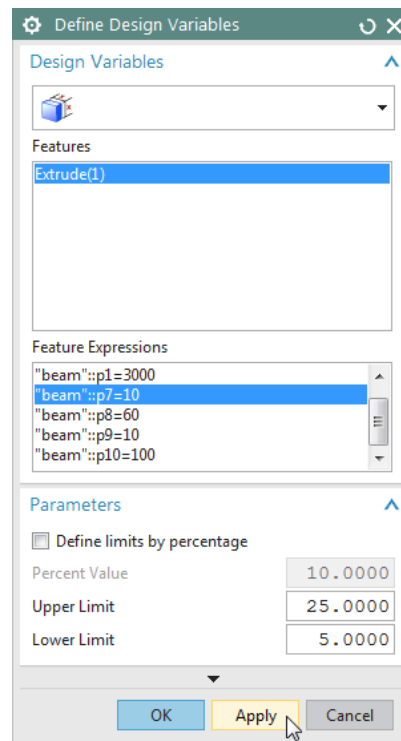 Define Design Variables
Design Variables
Features
Extrude(1)
Feature Expressions
"beam"::p1=3000
"beam"::p7=10
"beam"::p8=60
"beam"::p9=10
"beam"::p10=100
Parameters
Define limits by percentage
Percent Value 10.0000
Upper Limit 25.0000
Lower Limit 5.0000
OK Apply Cancel